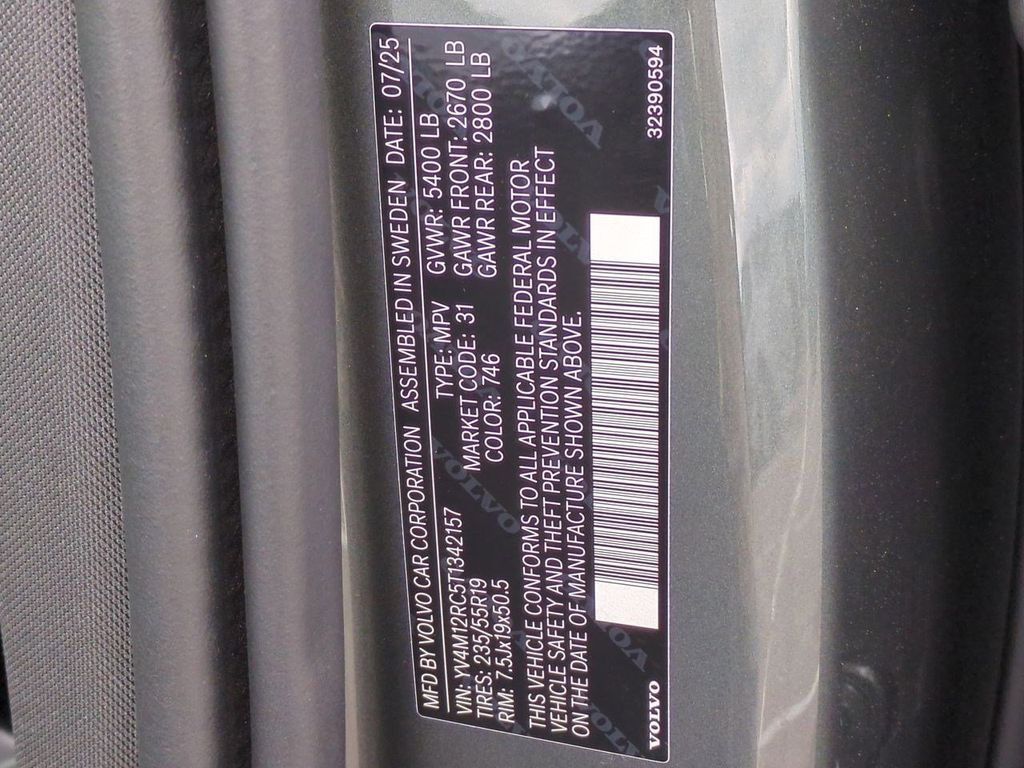 MFD BY VOLVO CAR CORPORATION ASSEMBLED IN SWEDEN DATE: 07/25
VIN: YV4M12RC5T1342157 TYPE: MPV GVWR: 5400 LB
TIRES: 235/55R19 MARKET CODE: 31 GAWR FRONT: 2670 LB
RIM: 7.5Jx19x50.5 COLOR: 746 GAWR REAR: 2800 LB
THIS VEHICLE CONFORMS TO ALL APPLICABLE FEDERAL MOTOR
VEHICLE SAFETY AND THEFT PREVENTION STANDARDS IN EFFECT
ON THE DATE OF MANUFACTURE SHOWN ABOVE.
VOLVO 32390594